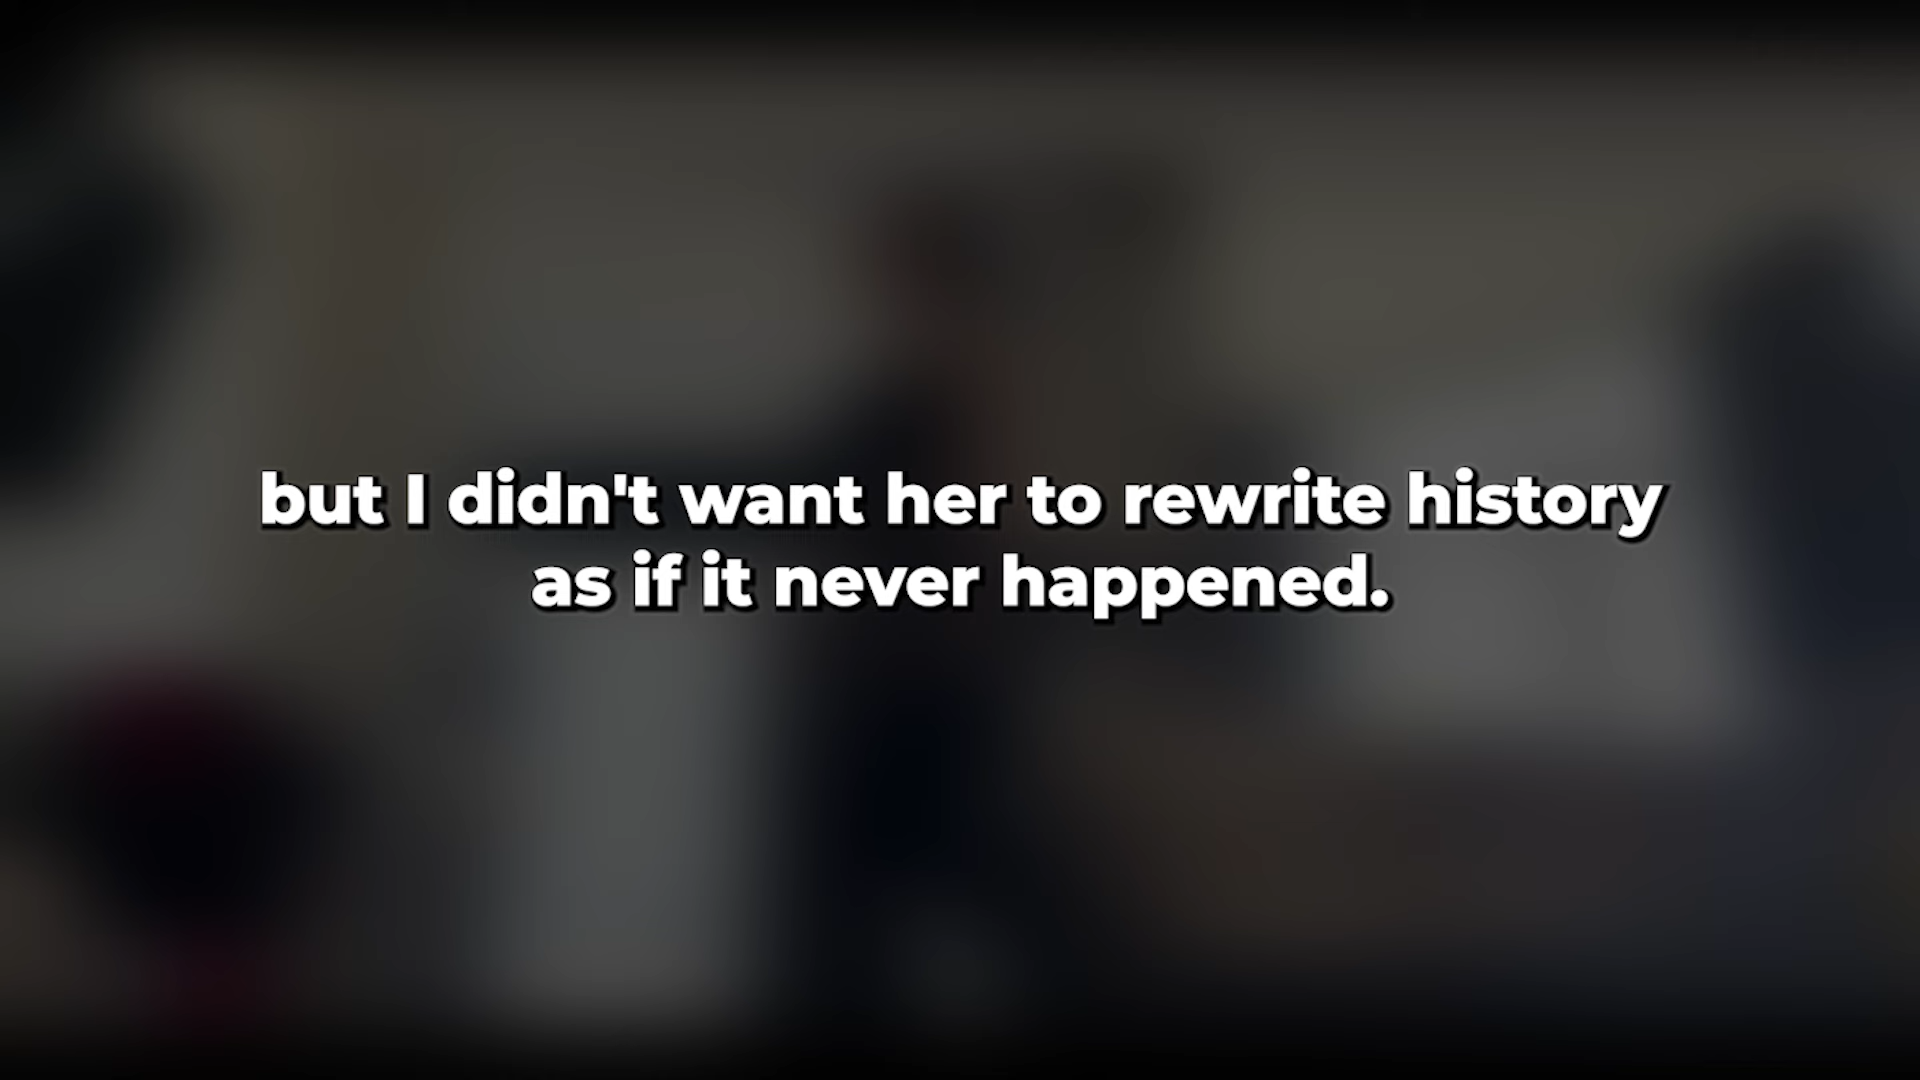 but I didn't want her to rewrite history
as if it never happened.